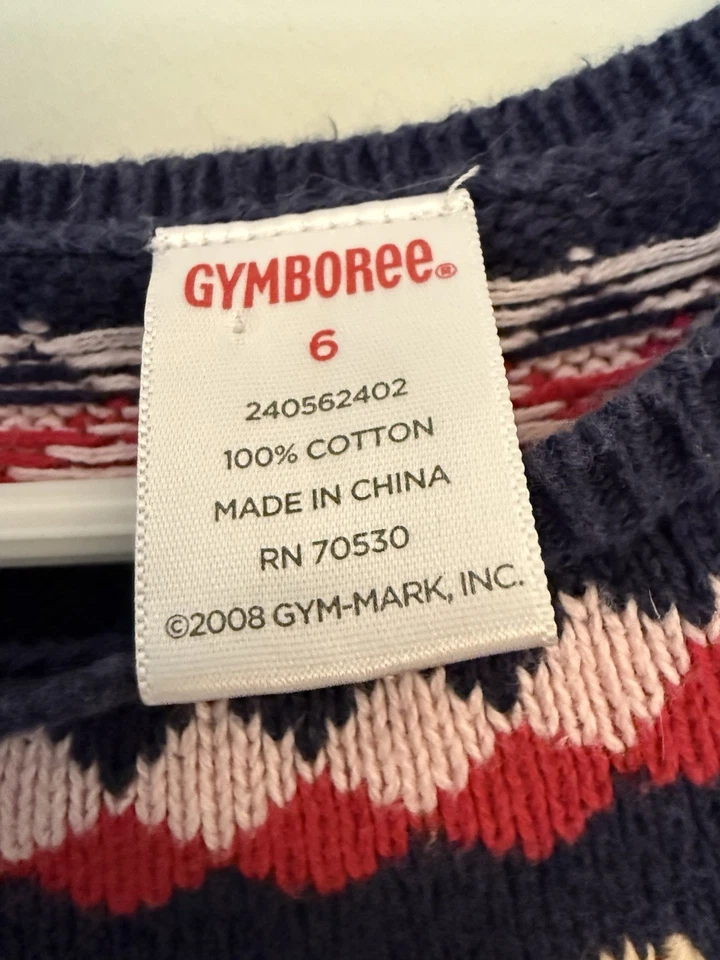 GYMBOREE®
6
240562402
100% COTTON
MADE IN CHINA
RN 70530
©2008 GYM-MARK, INC.